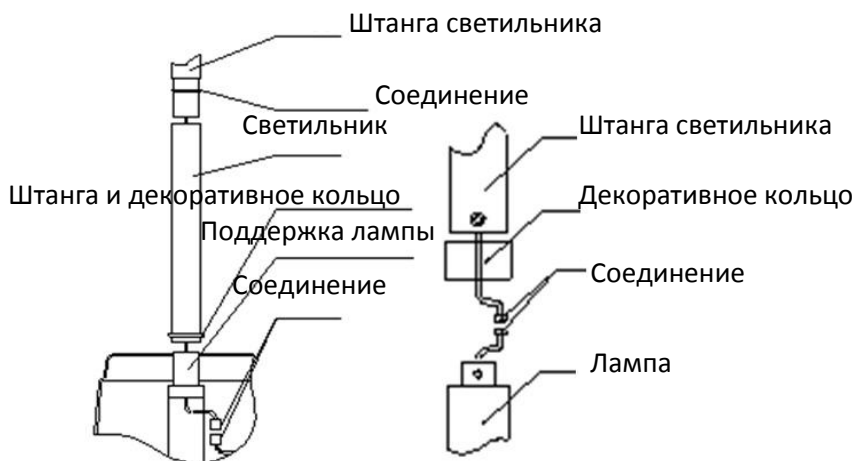 Штанга светильника
Соединение
Светильник
Штанга и декоративное кольцо
Поддержка лампы
Соединение
Штанга светильника
Декоративное кольцо
Соединение
Лампа